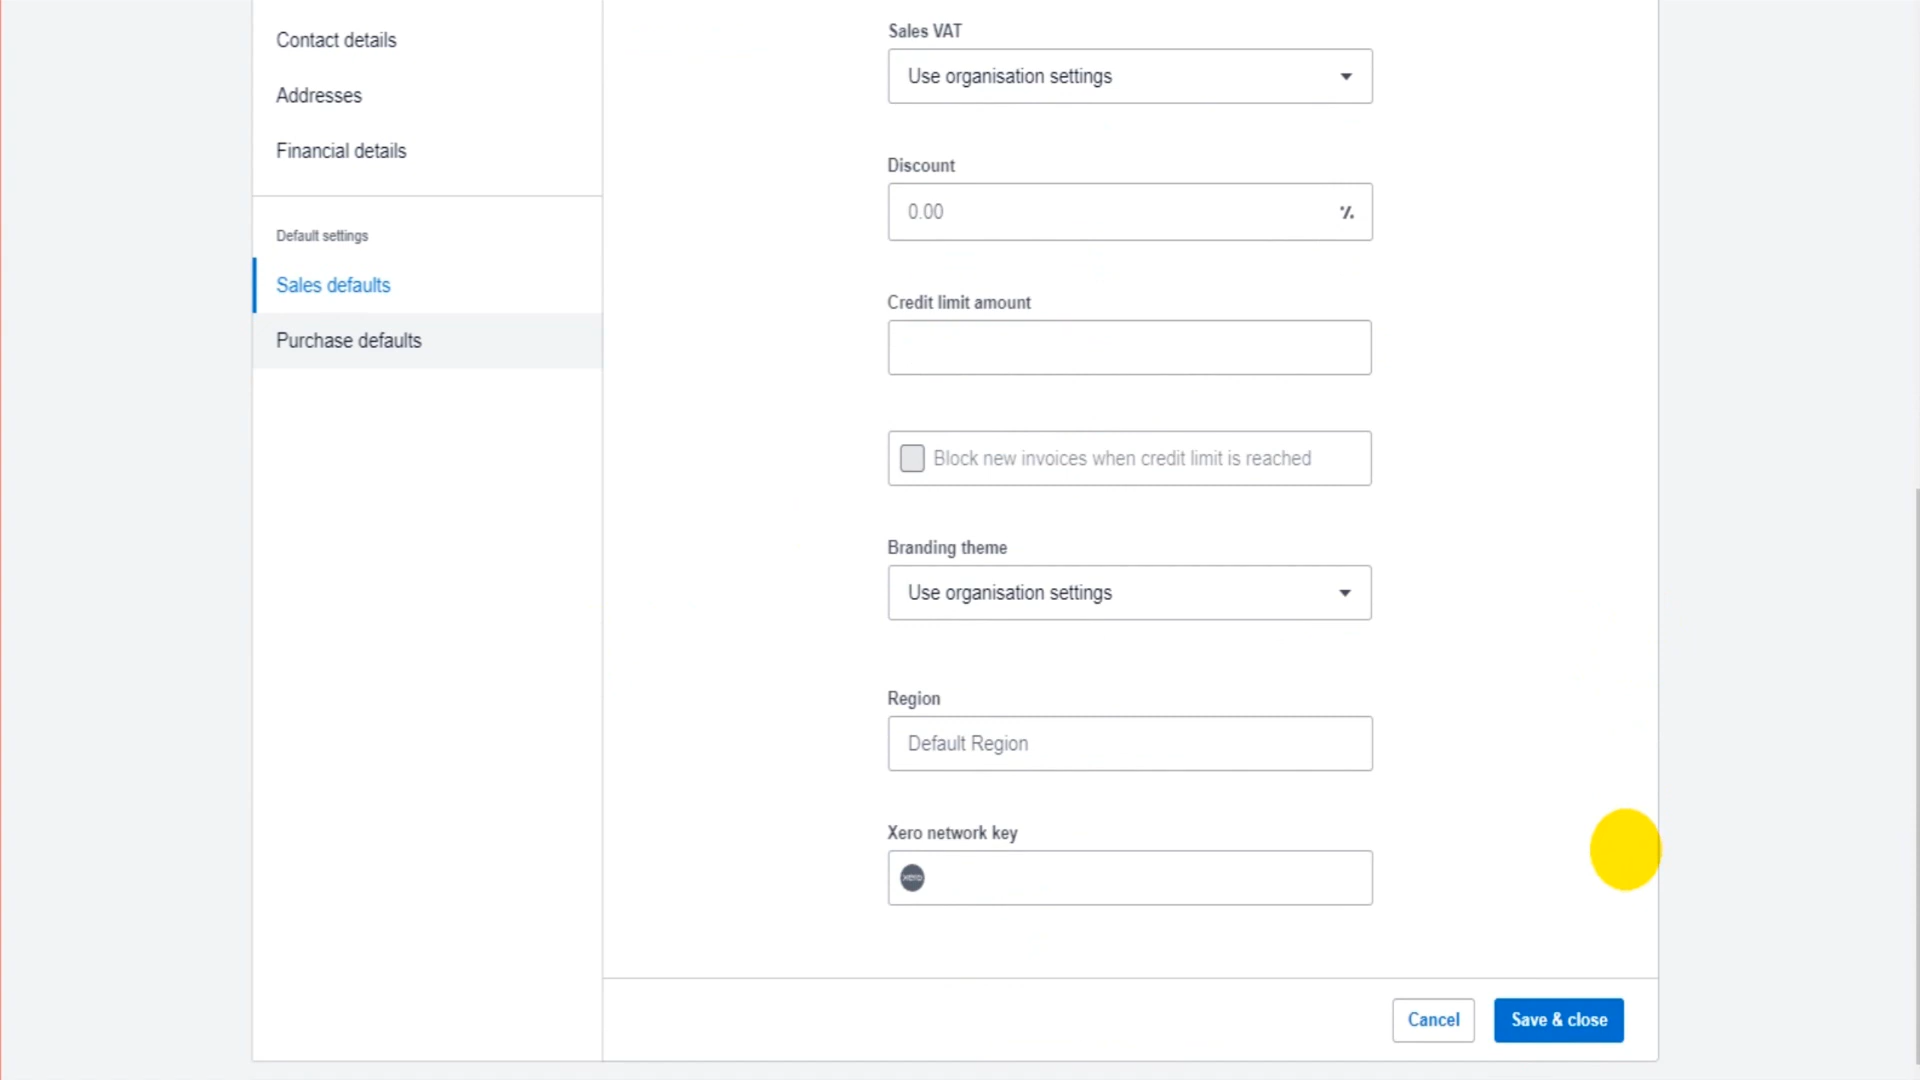 Contact details
Addresses
Financial details
Default settings
Sales defaults
Purchase defaults
Sales VAT
Use organisation settings
Discount
0.00 %
Credit limit amount
Block new invoices when credit limit is reached
Branding theme
Use organisation settings
Region
Default Region
Xero network key
xero
Cancel
Save & close